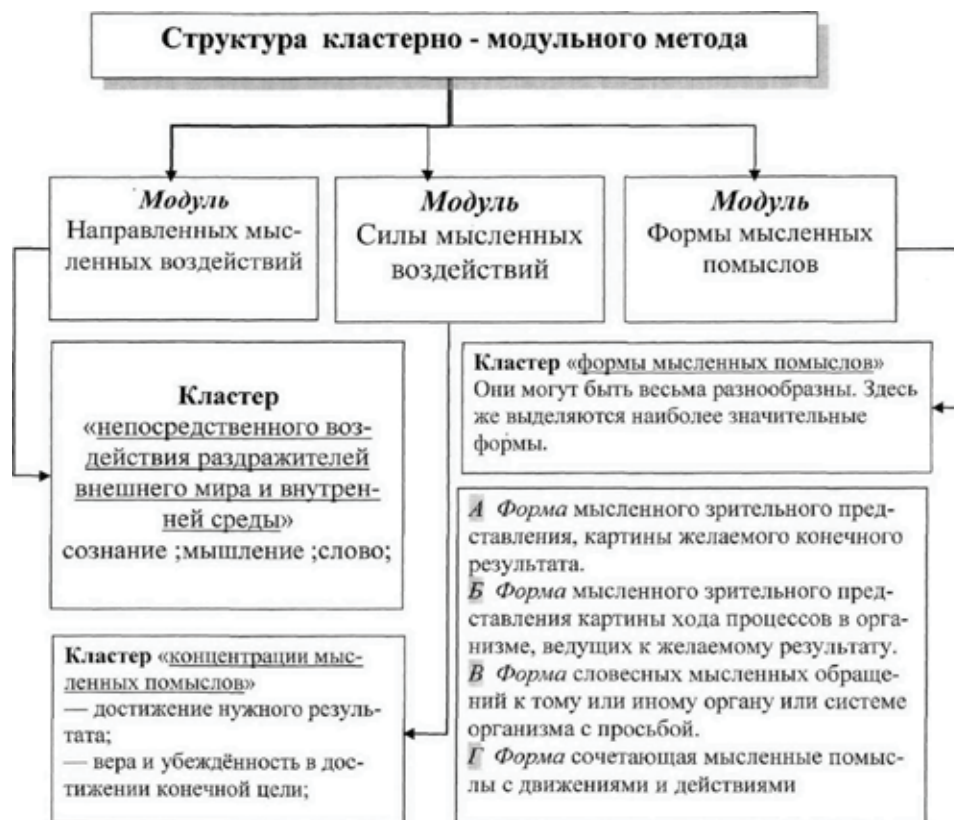 Структура кластерно - модульного метода
Модуль
Направленных мыс-
ленных воздействий
Модуль
Силы мысленных
воздействий
Модуль
Формы мысленных
помыслов
Кластер
«непосредственного воз-
действия раздражителей
внешнего мира и внутрен-
ней среды»
сознание ;мышление ;слово;
Кластер «формы мысленных помыслов»
Они могут быть весьма разнообразны. Здесь
же выделяются наиболее значительные
формы.
А Форма мысленного зрительного пред-
ставления, картины желаемого конечного
результата.
Б Форма мысленного зрительного пред-
ставления картины хода процессов в орга-
низме, ведущих к желаемому результату.
В Форма словесных мысленных обраще-
ний к тому или иному органу или системе
организма с просьбой.
Г Форма сочетающая мысленные помыс-
лы с движениями и действиями
Кластер «концентрации мыс-
ленных помыслов»
— достижение нужного резуль-
тата;
— вера и убеждённость в дос-
тижении конечной цели;